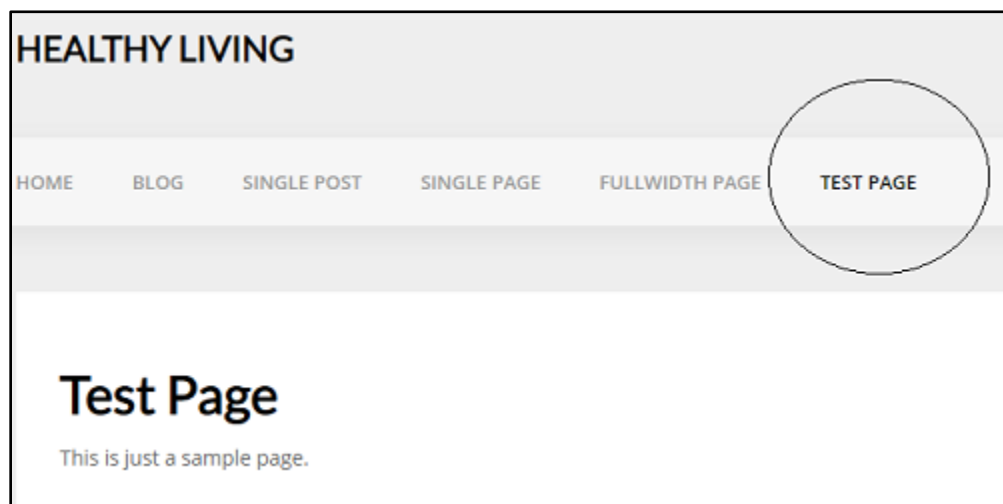 HEALTHY LIVING
HOME BLOG SINGLE POST SINGLE PAGE FULLWIDTH PAGE TEST PAGE
Test Page
This is just a sample page.